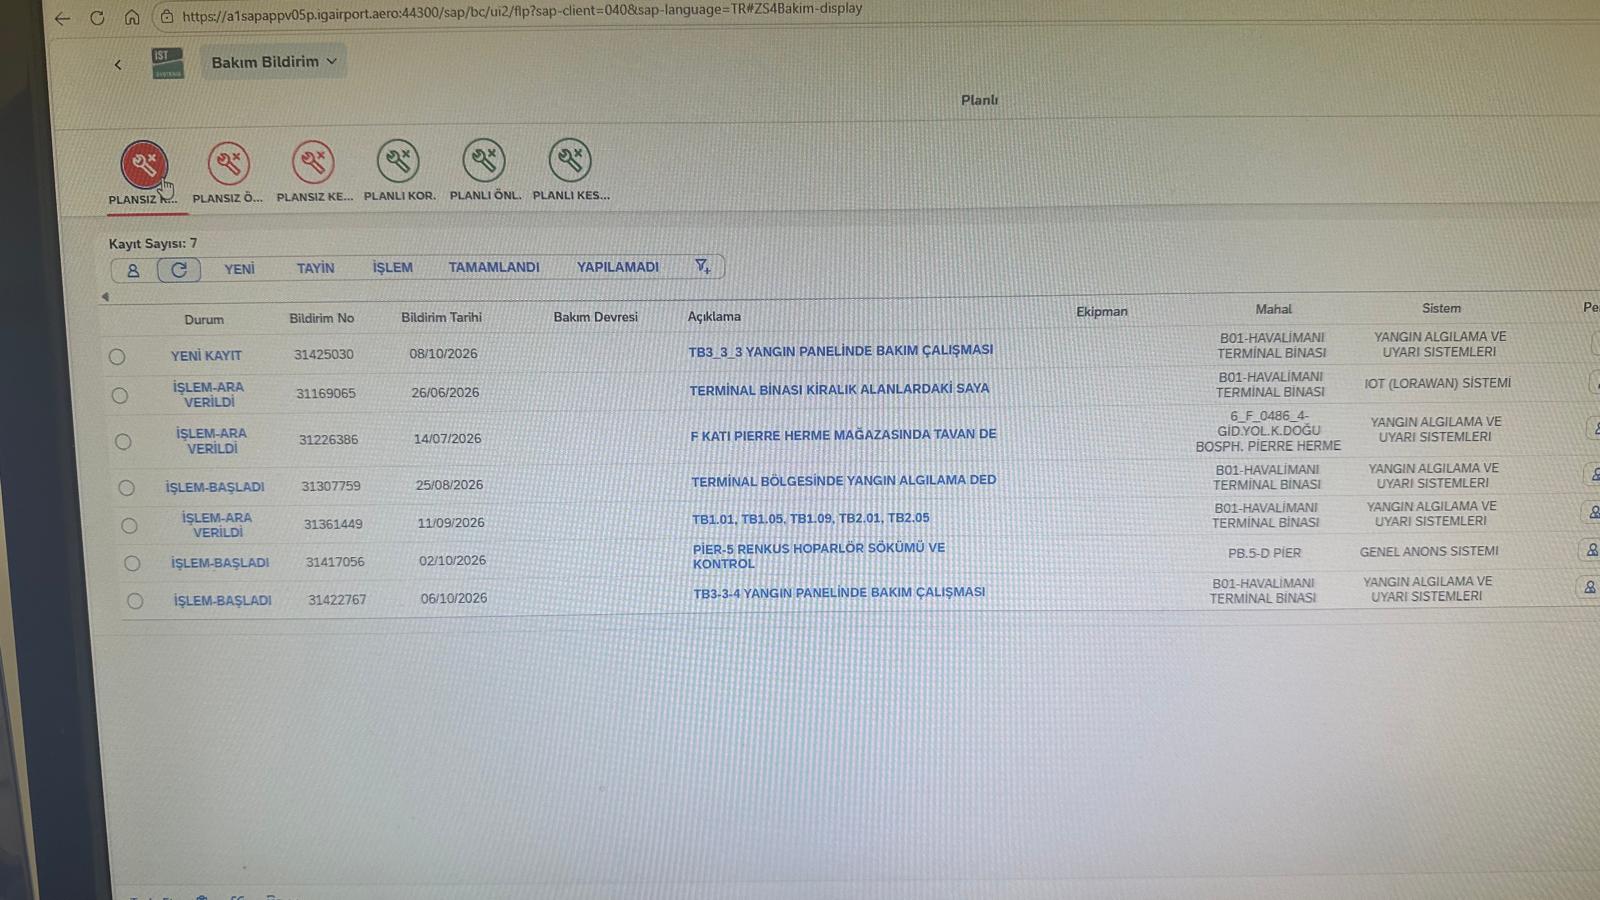 https://a1sapappv05p.igairport.aero:44300/sap/bc/ui2/flp?sap-client=040&sap-language=TR#ZS4Bakim-display
İST
SYSTEMS
Bakım Bildirim
Planlı
PLANSIZ K... PLANSIZ Ö... PLANSIZ KE... PLANLI KOR. PLANLI ÖNL. PLANLI KES...
Kayıt Sayısı: 7
YENİ TAYİN İŞLEM TAMAMLANDI YAPILAMADI
Durum Bildirim No Bildirim Tarihi Bakım Devresi Açıklama Ekipman Mahal Sistem
YENİ KAYIT 31425030 08/10/2026 TB3_3_3 YANGIN PANELİNDE BAKIM ÇALIŞMASI B01-HAVALİMANI TERMİNAL BİNASI YANGIN ALGILAMA VE UYARI SİSTEMLERİ
İŞLEM-ARA VERİLDİ 31169065 26/06/2026 TERMİNAL BİNASI KİRALIK ALANLARDAKİ SAYA B01-HAVALİMANI TERMİNAL BİNASI IOT (LORAWAN) SİSTEMİ
İŞLEM-ARA VERİLDİ 31226386 14/07/2026 F KATI PIERRE HERME MAĞAZASINDA TAVAN DE 6_F_0486_4-GİD.YOL.K.DOĞU BOSPH. PİERRE HERME YANGIN ALGILAMA VE UYARI SİSTEMLERİ
İŞLEM-BAŞLADI 31307759 25/08/2026 TERMİNAL BÖLGESİNDE YANGIN ALGILAMA DED B01-HAVALİMANI TERMİNAL BİNASI YANGIN ALGILAMA VE UYARI SİSTEMLERİ
İŞLEM-ARA VERİLDİ 31361449 11/09/2026 TB1.01, TB1.05, TB1.09, TB2.01, TB2.05 B01-HAVALİMANI TERMİNAL BİNASI YANGIN ALGILAMA VE UYARI SİSTEMLERİ
İŞLEM-BAŞLADI 31417056 02/10/2026 PİER-5 RENKUS HOPARLÖR SÖKÜMÜ VE KONTROL PB.5-D PİER GENEL ANONS SİSTEMİ
İŞLEM-BAŞLADI 31422767 06/10/2026 TB3-3-4 YANGIN PANELİNDE BAKIM ÇALIŞMASI B01-HAVALİMANI TERMİNAL BİNASI YANGIN ALGILAMA VE UYARI SİSTEMLERİ